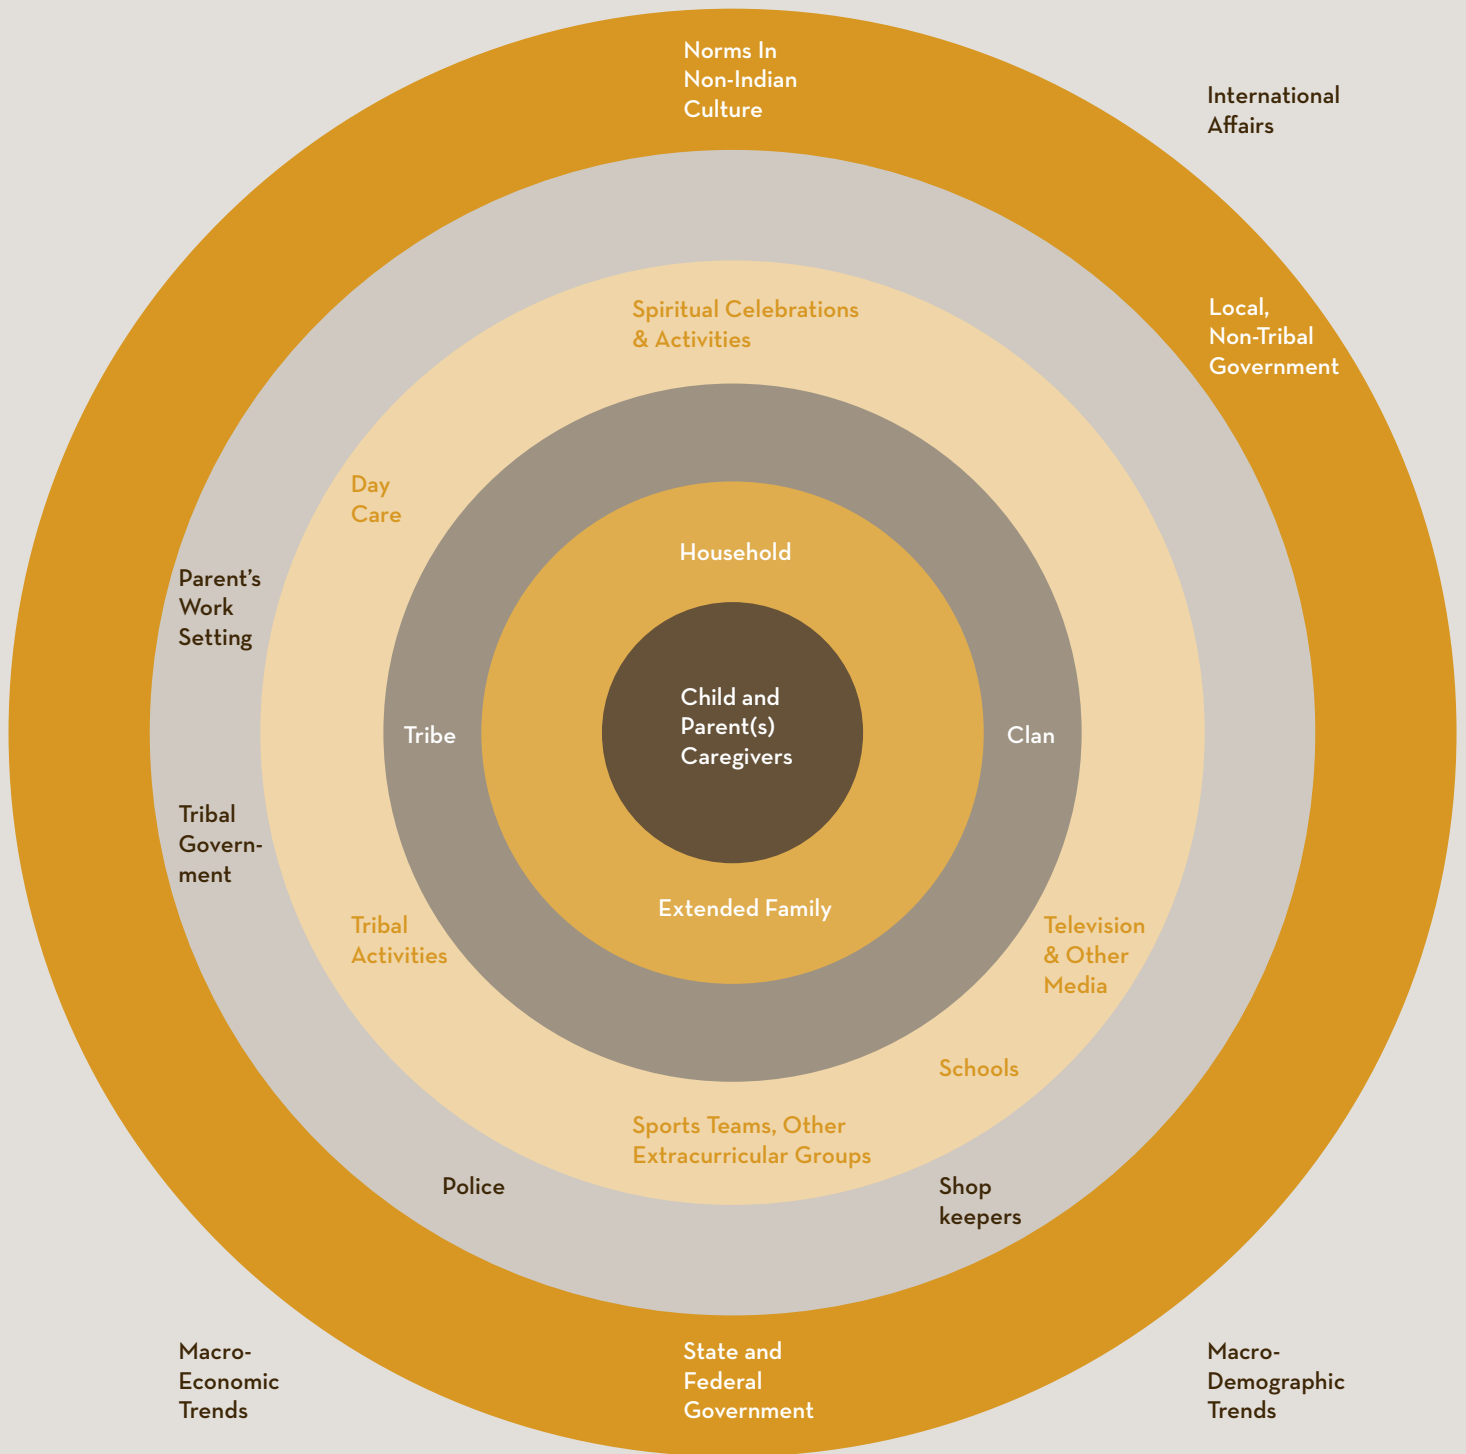 Norms In
Non-Indian
Culture
International
Affairs
Local,
Non-Tribal
Government
Spiritual Celebrations
& Activities
Day
Care
Household
Parent’s
Work
Setting
Child and
Parent(s)
Caregivers
Tribe
Clan
Tribal
Govern-
ment
Extended Family
Tribal
Activities
Television
& Other
Media
Schools
Sports Teams, Other
Extracurricular Groups
Police
Shop
keepers
Macro-
Economic
Trends
State and
Federal
Government
Macro-
Demographic
Trends